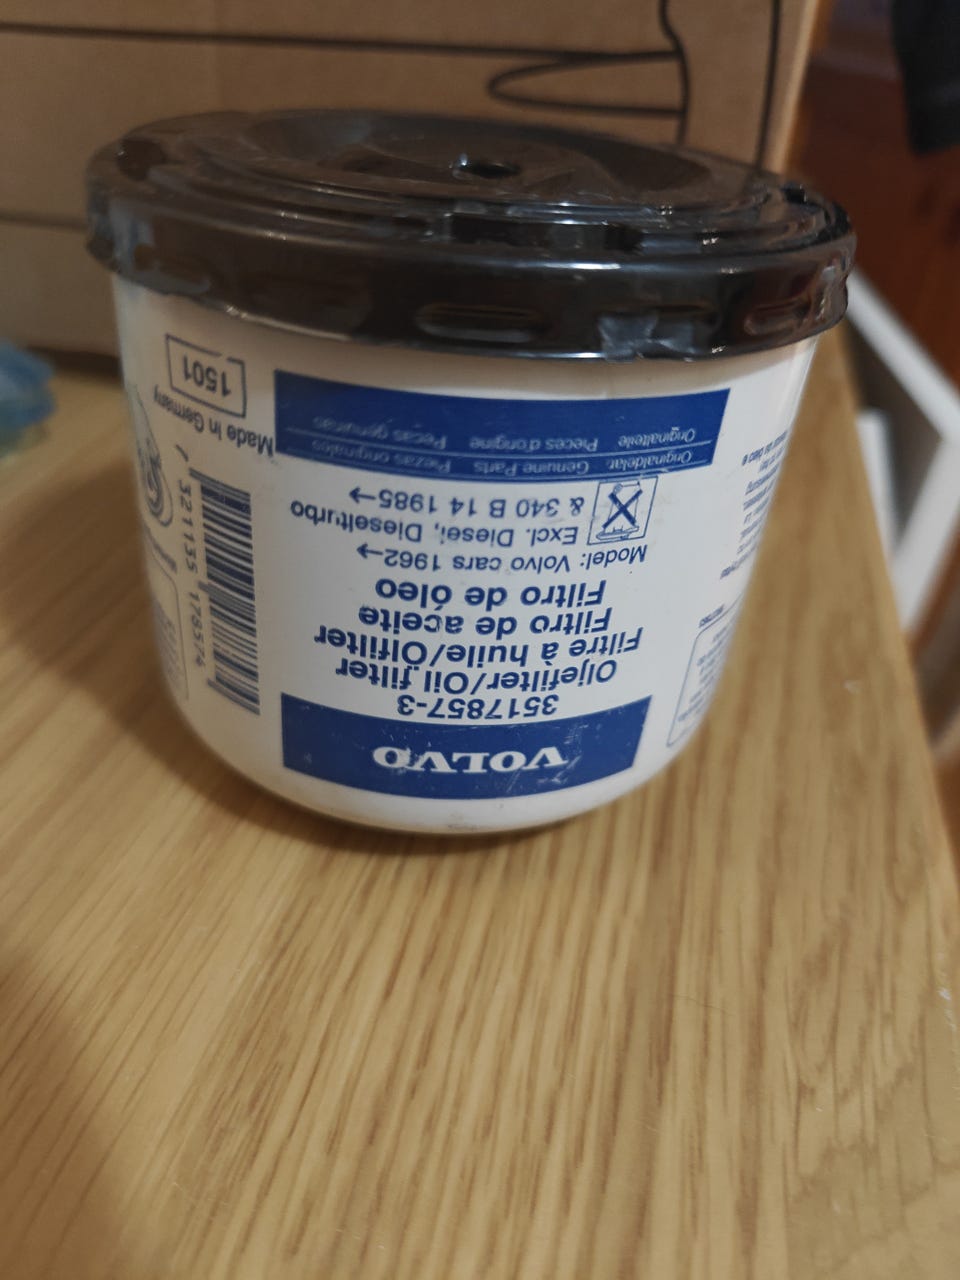 VOLVO
3517857-3
Oljefilter/Oil filter
Filtre à huile/Ölfilter
Filtro de aceite
Filtro de óleo
Model: Volvo cars 1962→
Excl. Diesel, Dieselturbo
& 340 B 14 1985→
Originaldelar Genuine Parts Piezas originales
Originalteile Pièces d'origine Peças genuinas
7 321135 178574
Made in Germany
1501